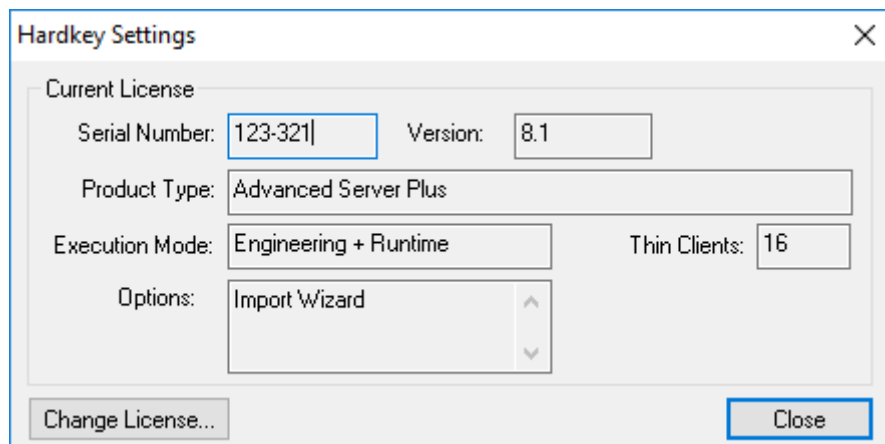 Hardkey Settings
Current License
Serial Number: 123-321 Version: 8.1
Product Type: Advanced Server Plus
Execution Mode: Engineering + Runtime Thin Clients: 16
Options: Import Wizard
Change License... Close